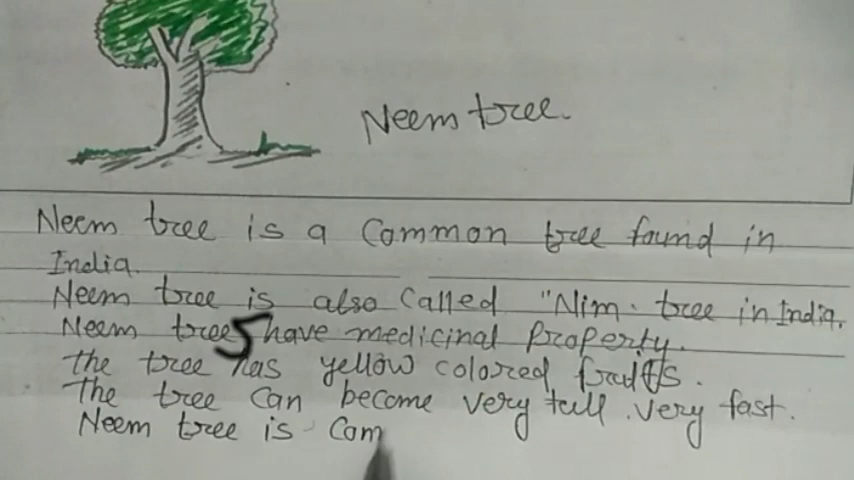 Neem tree.
Neem tree is a Common tree found in
India.
Neem tree is also Called "Nim. tree in India.
Neem trees have medicinal property.
the tree has yellow colored fruits.
The tree can become very tall very fast.
Neem tree is Com